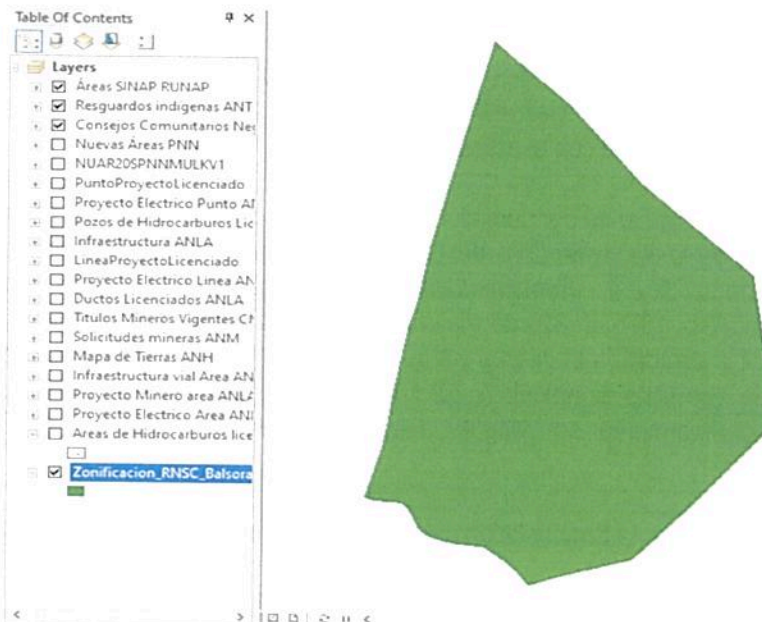 Table Of Contents
Layers
Áreas SINAP RUNAP
Resguardos indigenas ANT
Consejos Comunitarios Neg
Nuevas Áreas PNN
NUAR20SPNNMULKV1
PuntoProyectoLicenciado
Proyecto Electrico Punto AN
Pozos de Hidrocarburos Lic
Infraestructura ANLA
LineaProyectoLicenciado
Proyecto Electrico Linea AN
Ductos Licenciados ANLA
Titulos Mineros Vigentes CN
Solicitudes mineras ANM
Mapa de Tierras ANH
Infraestructura vial Area AN
Proyecto Minero area ANLA
Proyecto Electrico Area ANL
Areas de Hidrocarburos lice
Zonificacion_RNSC_Balsora